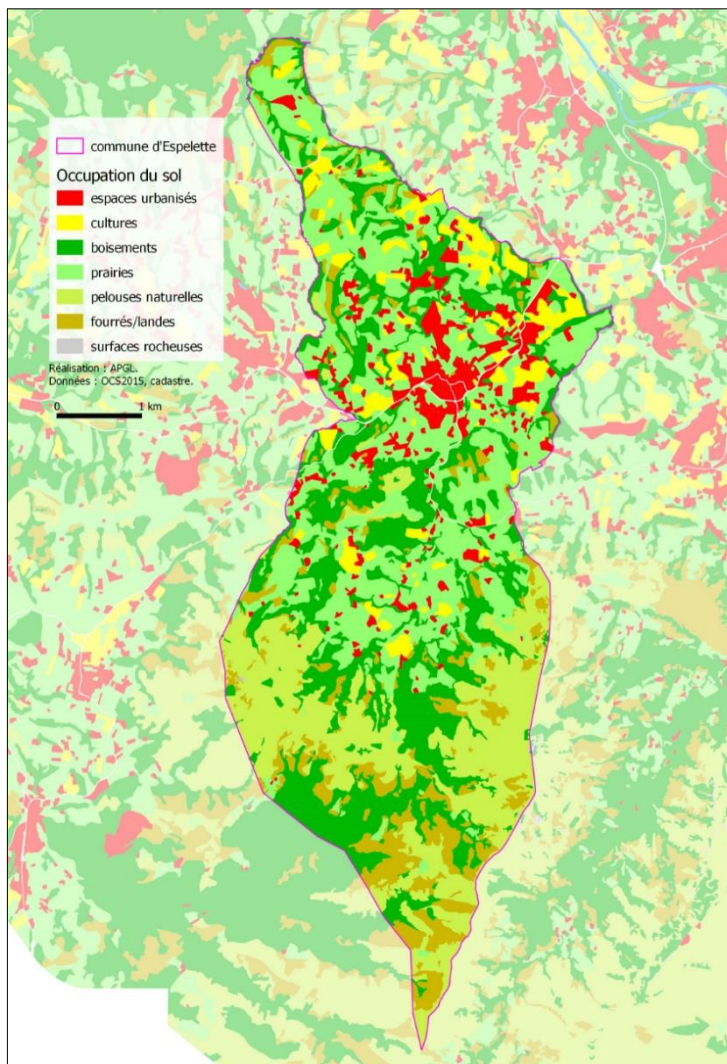 commune d'Espelette
Occupation du sol
espaces urbanisés
cultures
boisements
prairies
pelouses naturelles
fourrés/landes
surfaces rocheuses
Réalisation : APGL.
Données : OCS2015, cadastre.
0 1 km